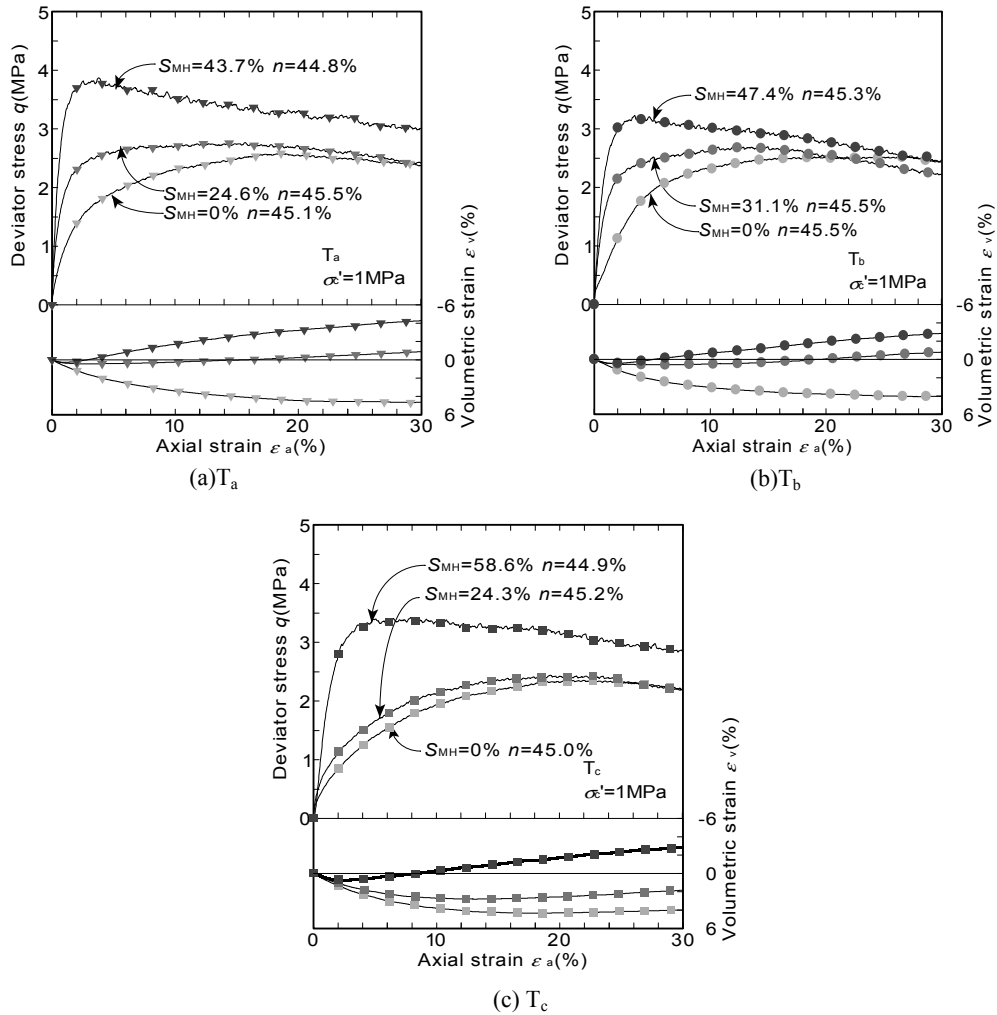 5
4
3
2
1
0
Deviator stress q(MPa)
SMH=43.7% n=44.8%
SMH=24.6% n=45.5%
SMH=0% n=45.1%
Ta
σc'=1MPa
-6
0
6
Volumetric strain εv(%)
0 10 20 30
Axial strain εa(%)
(a)Ta
5
4
3
2
1
0
Deviator stress q(MPa)
SMH=47.4% n=45.3%
SMH=31.1% n=45.5%
SMH=0% n=45.5%
Tb
σc'=1MPa
-6
0
6
Volumetric strain εv(%)
0 10 20 30
Axial strain εa(%)
(b)Tb
5
4
3
2
1
0
Deviator stress q(MPa)
SMH=58.6% n=44.9%
SMH=24.3% n=45.2%
SMH=0% n=45.0%
Tc
σc'=1MPa
-6
0
6
Volumetric strain εv(%)
0 10 20 30
Axial strain εa(%)
(c) Tc